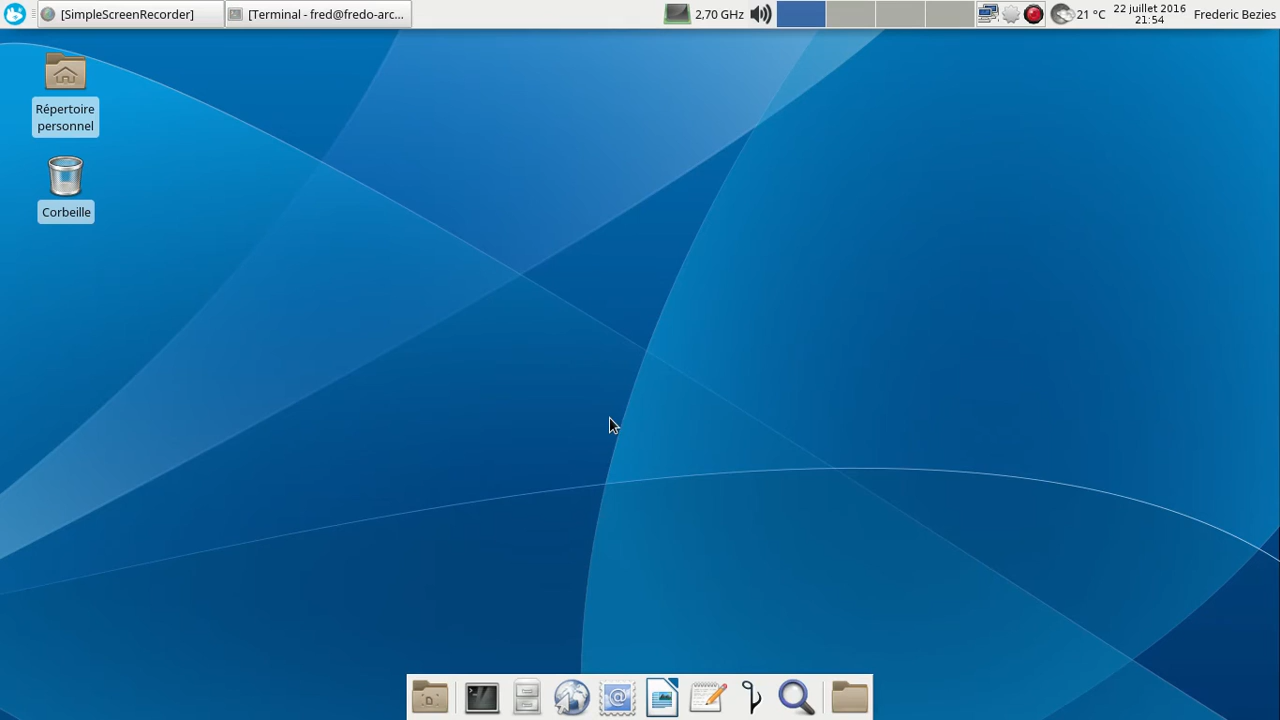 [SimpleScreenRecorder]
[Terminal - fred@fredo-arc...
2,70 GHz
21 °C
22 juillet 2016
21:54
Frederic Bezies
Répertoire
personnel
Corbeille